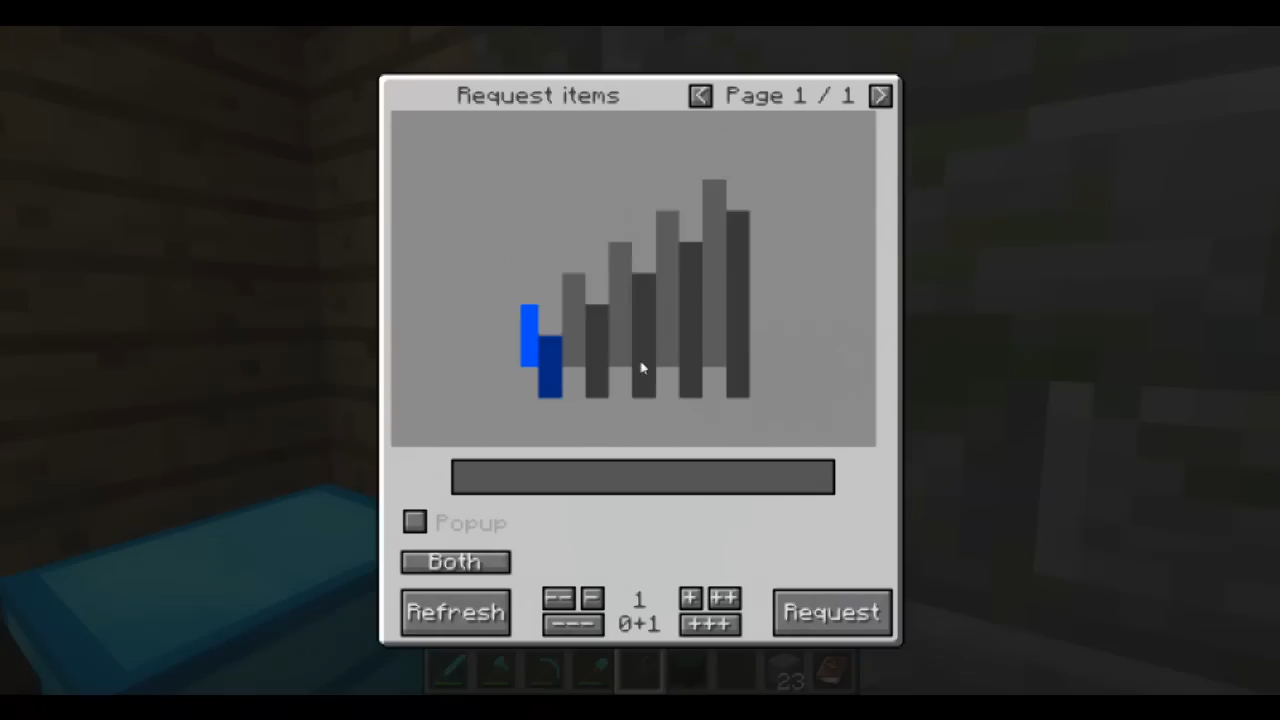 Request items < Page 1 / 1 >
Popup
Both
Refresh -- - 1 + ++ Request
--- 0+1 +++
23